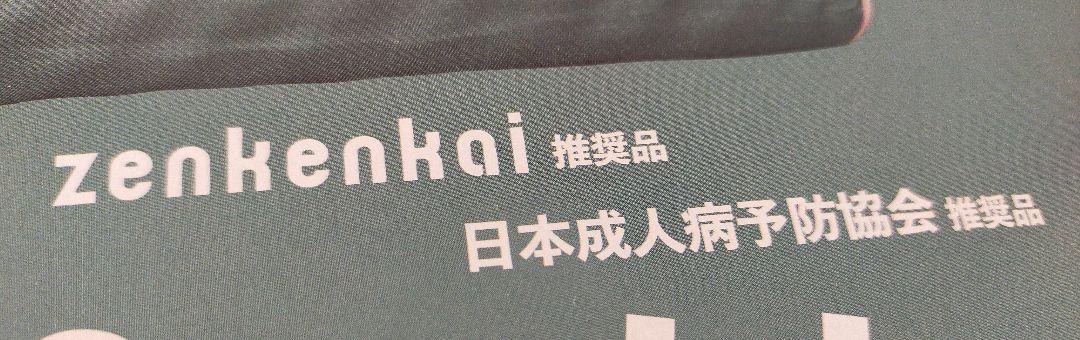 zenkenkai 推奨品
日本成人病予防協会 推奨品